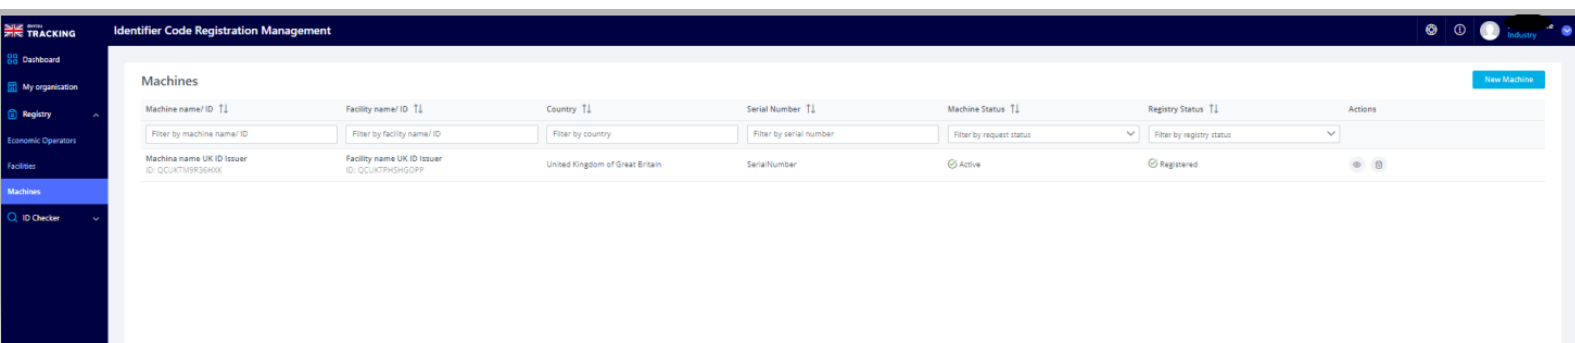 TRACKING
Identifier Code Registration Management
Industry
Dashboard
My organisation
Registry
Economic Operators
Facilities
Machines
ID Checker
Machines
New Machine
Machine name/ ID
Facility name/ ID
Country
Serial Number
Machine Status
Registry Status
Actions
Filter by machine name/ ID
Filter by facility name/ ID
Filter by country
Filter by serial number
Filter by request status
Filter by registry status
Machina name UK ID Issuer
ID: QCUKTM9R36HXK
Facility name UK ID Issuer
ID: QCUKTPHSHGOPP
United Kingdom of Great Britain
SerialNumber
Active
Registered